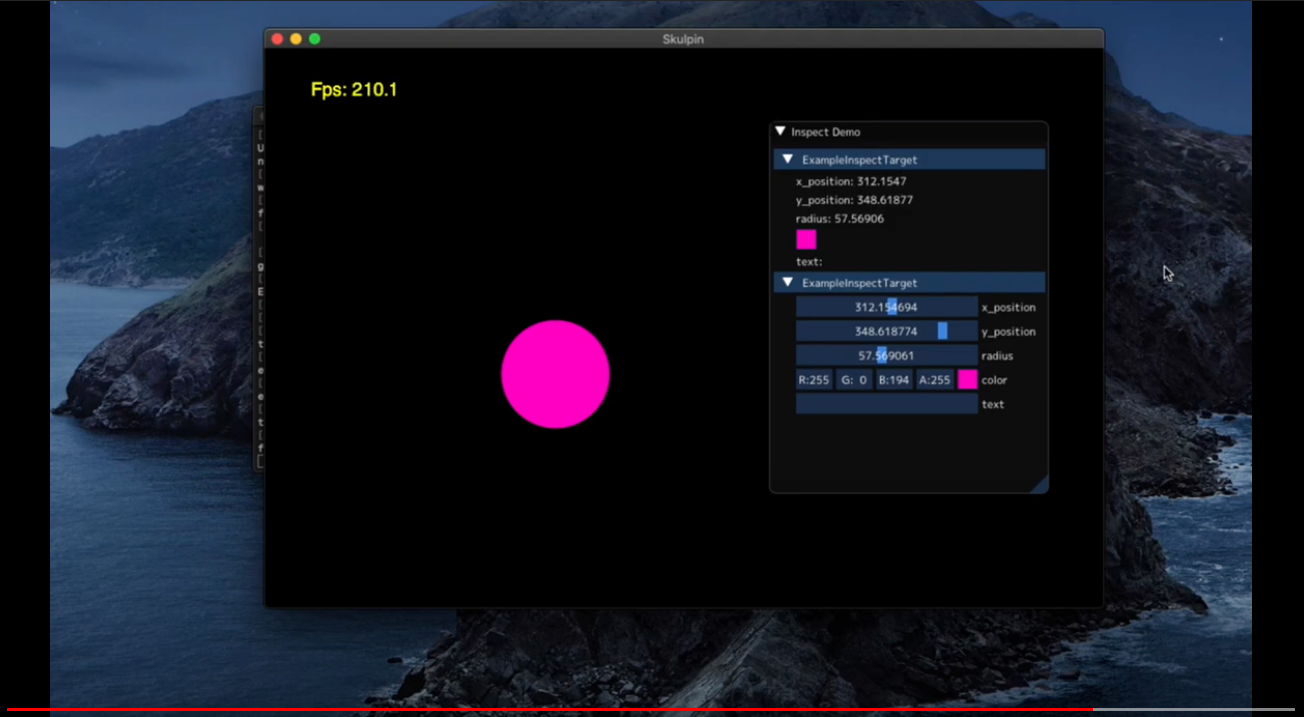 Skulpin
Fps: 210.1
Inspect Demo
ExampleInspectTarget
x_position: 312.1547
y_position: 348.61877
radius: 57.56906
text:
ExampleInspectTarget
312.154694 x_position
348.618774 y_position
57.569061 radius
R:255 G: 0 B:194 A:255 color
text
[
U
n
[
w
[
f
[
[
g
[
E
[
[
[
t
e
[
e
[
t
[
f
[